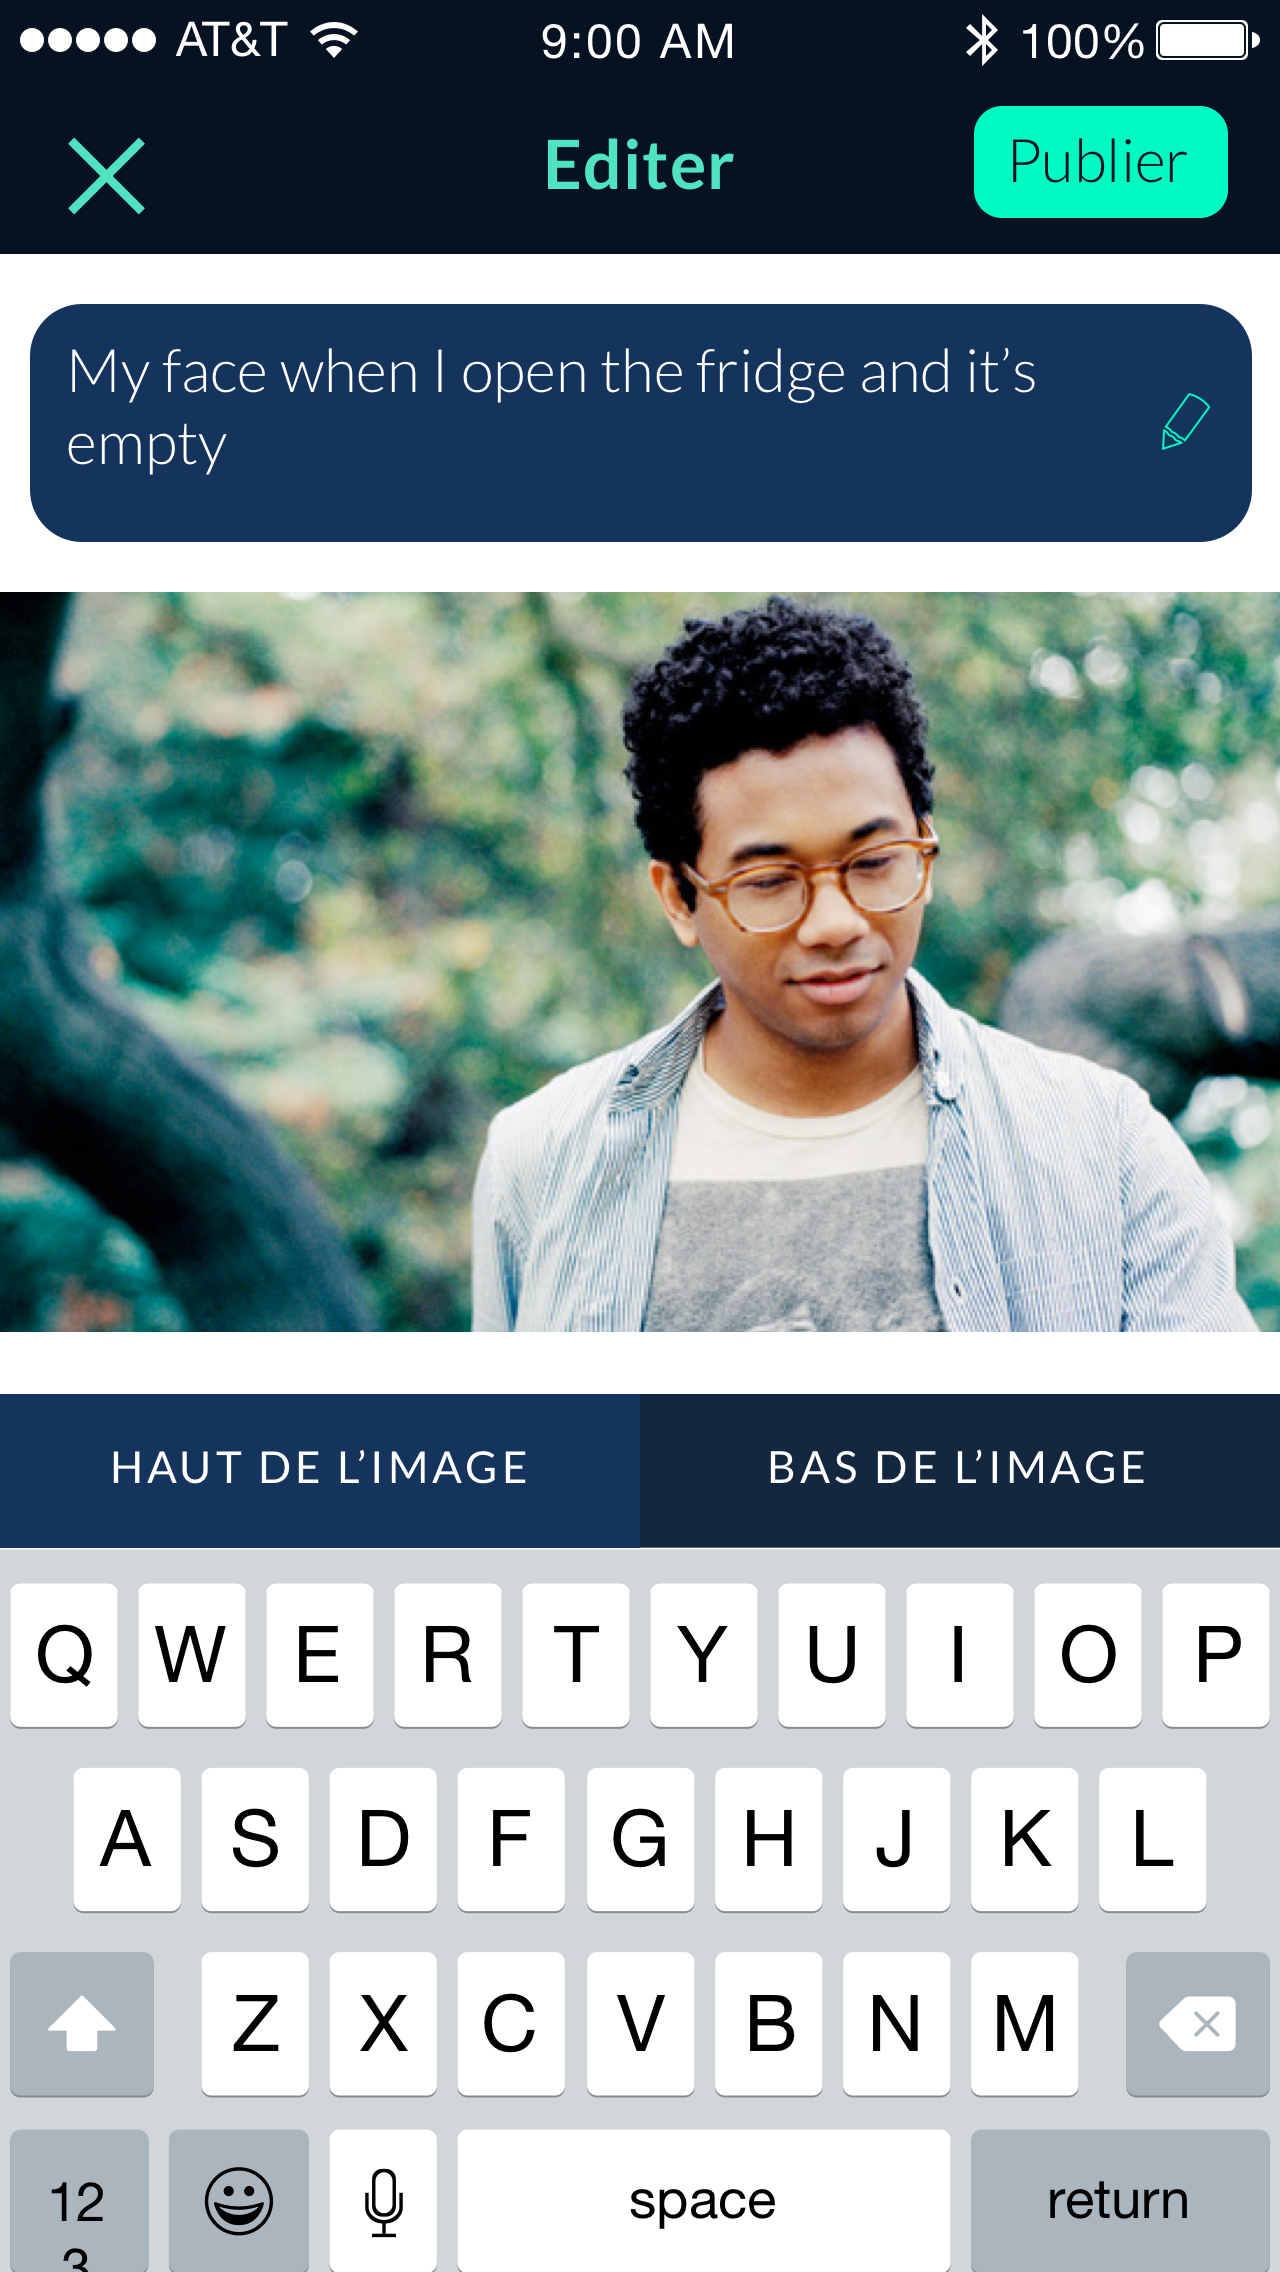 AT&T 9:00 AM 100%
Editer Publier
My face when I open the fridge and it’s
empty
HAUT DE L’IMAGE BAS DE L’IMAGE
Q W E R T Y U I O P
A S D F G H J K L
Z X C V B N M
12 space return
3